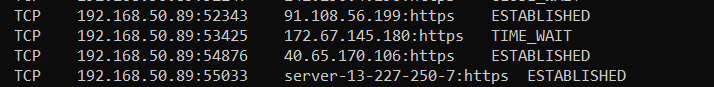 TCP 192.168.50.89:52343 91.108.56.199:https ESTABLISHED
TCP 192.168.50.89:53425 172.67.145.180:https TIME_WAIT
TCP 192.168.50.89:54876 40.65.170.106:https ESTABLISHED
TCP 192.168.50.89:55033 server-13-227-250-7:https ESTABLISHED